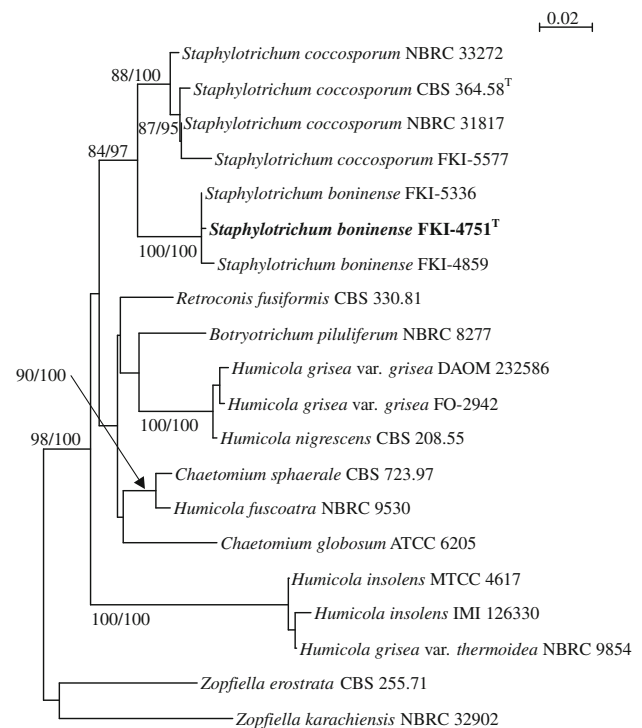 0.02
Staphylotrichum coccosporum NBRC 33272
88/100
Staphylotrichum coccosporum CBS 364.58T
87/95
Staphylotrichum coccosporum NBRC 31817
84/97
Staphylotrichum coccosporum FKI-5577
Staphylotrichum boninense FKI-5336
Staphylotrichum boninense FKI-4751T
100/100
Staphylotrichum boninense FKI-4859
Retroconis fusiformis CBS 330.81
Botryotrichum piluliferum NBRC 8277
Humicola grisea var. grisea DAOM 232586
90/100
Humicola grisea var. grisea FO-2942
100/100
Humicola nigrescens CBS 208.55
98/100
Chaetomium sphaerale CBS 723.97
Humicola fuscoatra NBRC 9530
Chaetomium globosum ATCC 6205
Humicola insolens MTCC 4617
Humicola insolens IMI 126330
100/100
Humicola grisea var. thermoidea NBRC 9854
Zopfiella erostrata CBS 255.71
Zopfiella karachiensis NBRC 32902